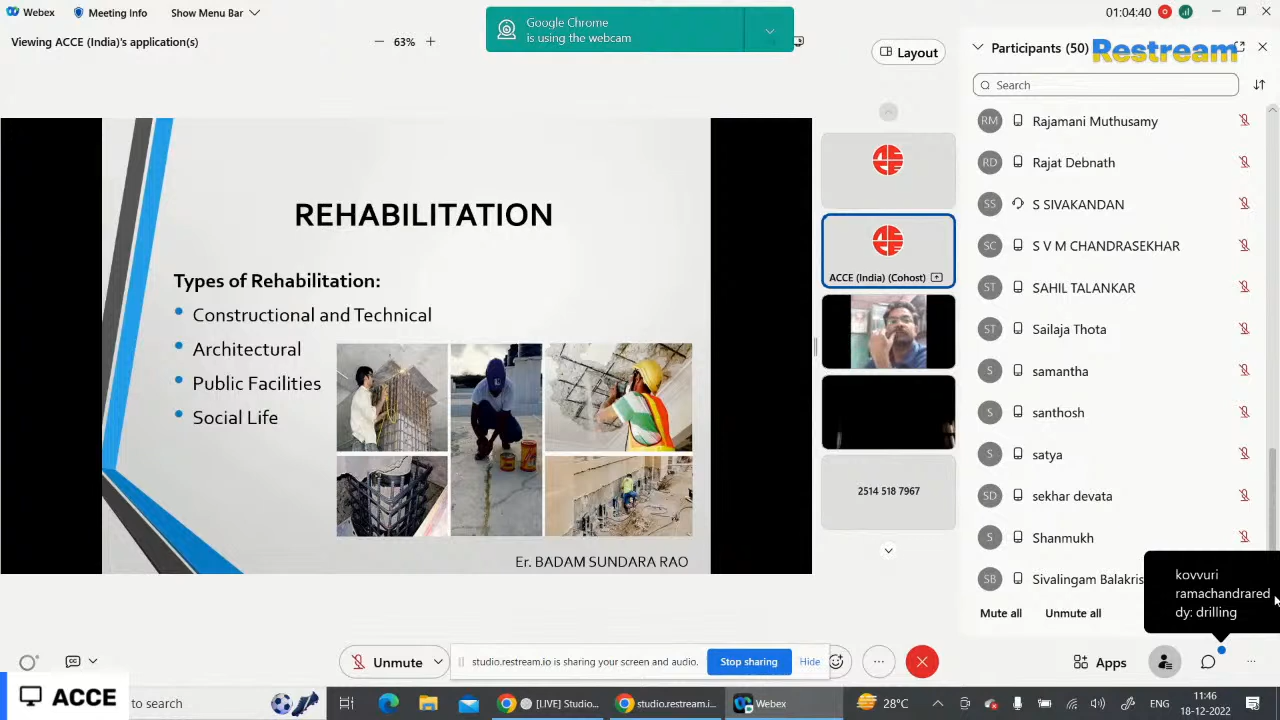 Webex
Meeting Info
Show Menu Bar
Google Chrome
is using the webcam
01:04:40
Viewing ACCE (India)'s application(s)
63%
Layout
Participants (50)
Restream
Search
RM Rajamani Muthusamy
RD Rajat Debnath
SS S SIVAKANDAN
SC S V M CHANDRASEKHAR
ST SAHIL TALANKAR
ST Sailaja Thota
S samantha
S santhosh
S satya
SD sekhar devata
S Shanmukh
SB Sivalingam Balakris
Mute all
Unmute all
kovvuri
ramachandrared
dy: drilling
ACCE (India) (Cohost)
2514 518 7967
REHABILITATION
Types of Rehabilitation:
• Constructional and Technical
• Architectural
• Public Facilities
• Social Life
Er. BADAM SUNDARA RAO
CC
Unmute
studio.restream.io is sharing your screen and audio.
Stop sharing
Hide
Apps
ACCE
to search
[LIVE] Studio...
studio.restream.i...
Webex
28°C
11:46
18-12-2022